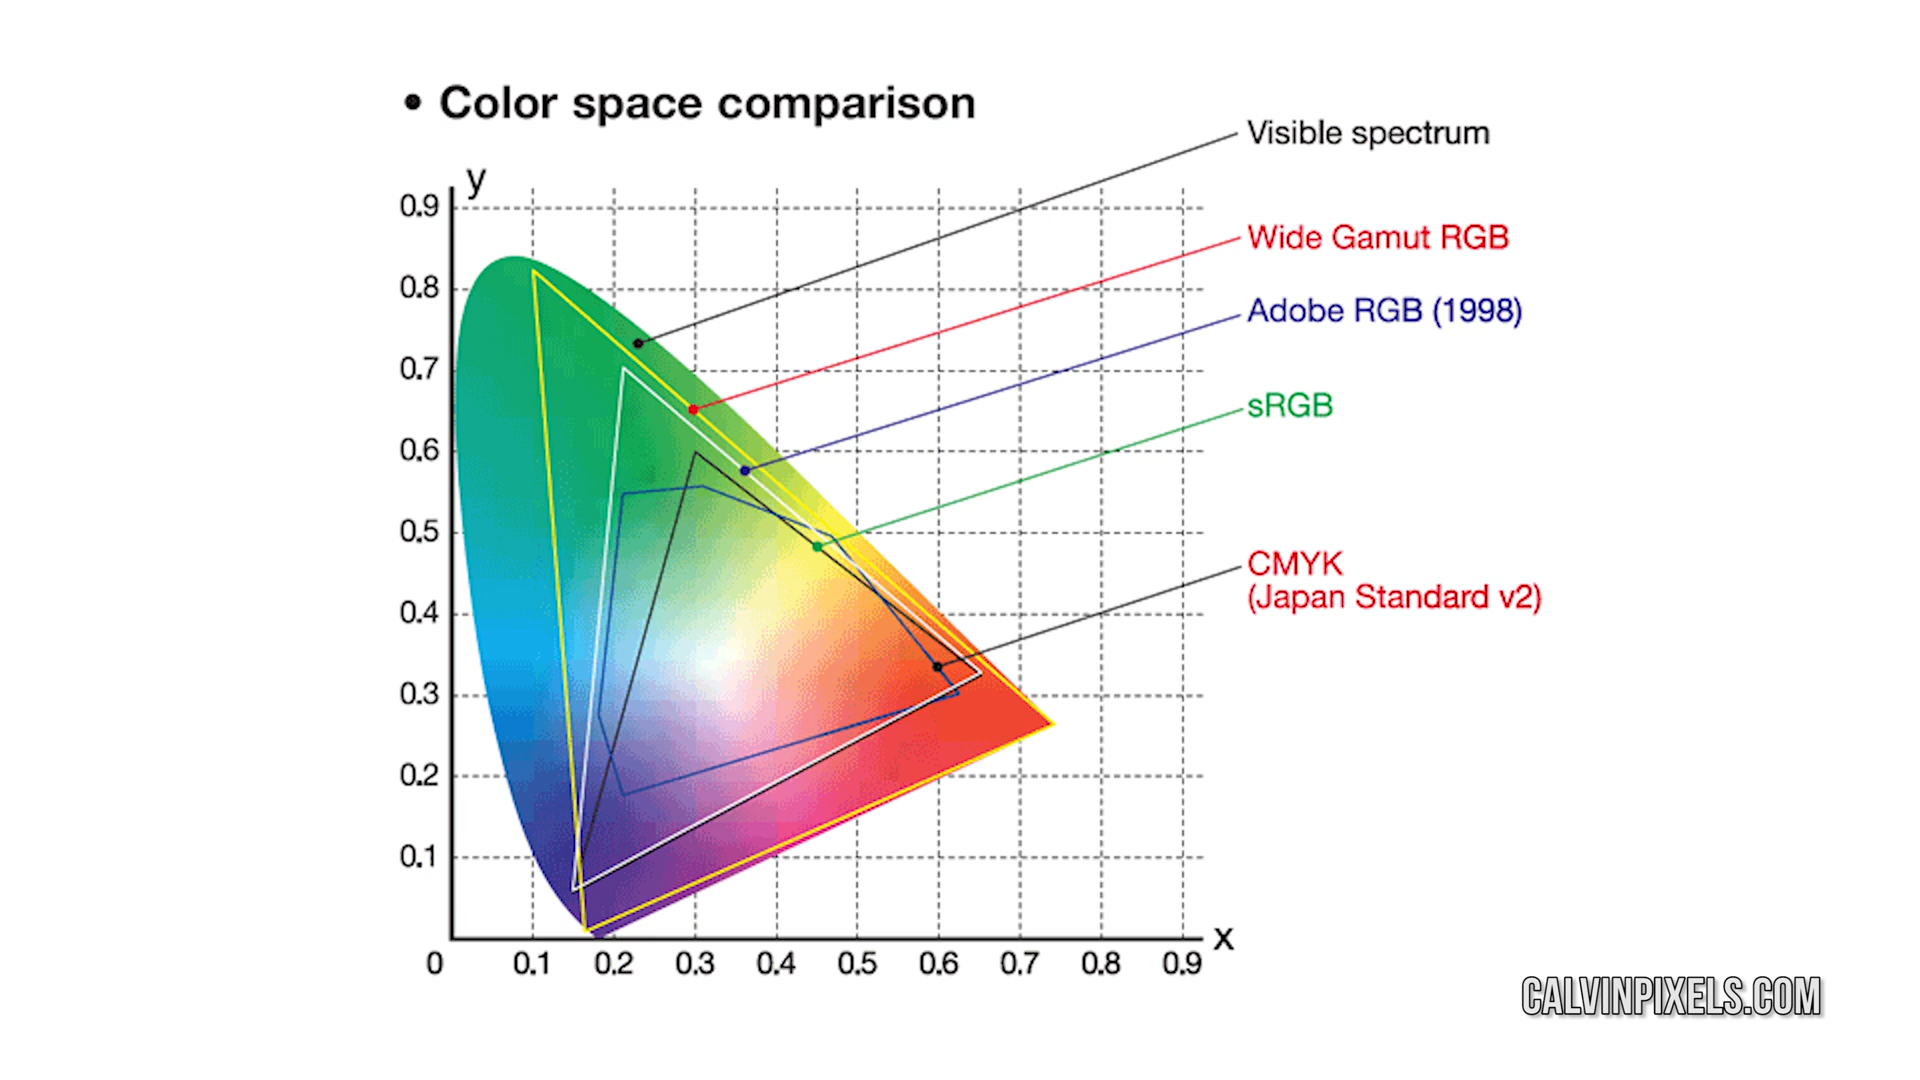 • Color space comparison
Visible spectrum
y
0.9
Wide Gamut RGB
0.8
Adobe RGB (1998)
0.7
sRGB
0.6
0.5
CMYK
(Japan Standard v2)
0.4
0.3
0.2
0.1
x
0 0.1 0.2 0.3 0.4 0.5 0.6 0.7 0.8 0.9
CALVINPIXELS.COM